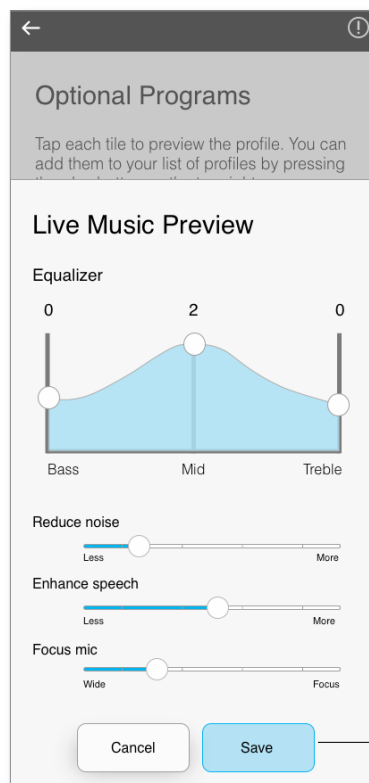 Optional Programs
Tap each tile to preview the profile. You can
add them to your list of profiles by pressing
Live Music Preview
Equalizer
0 2 0
Bass Mid Treble
Reduce noise
Less More
Enhance speech
Less More
Focus mic
Wide Focus
Cancel Save